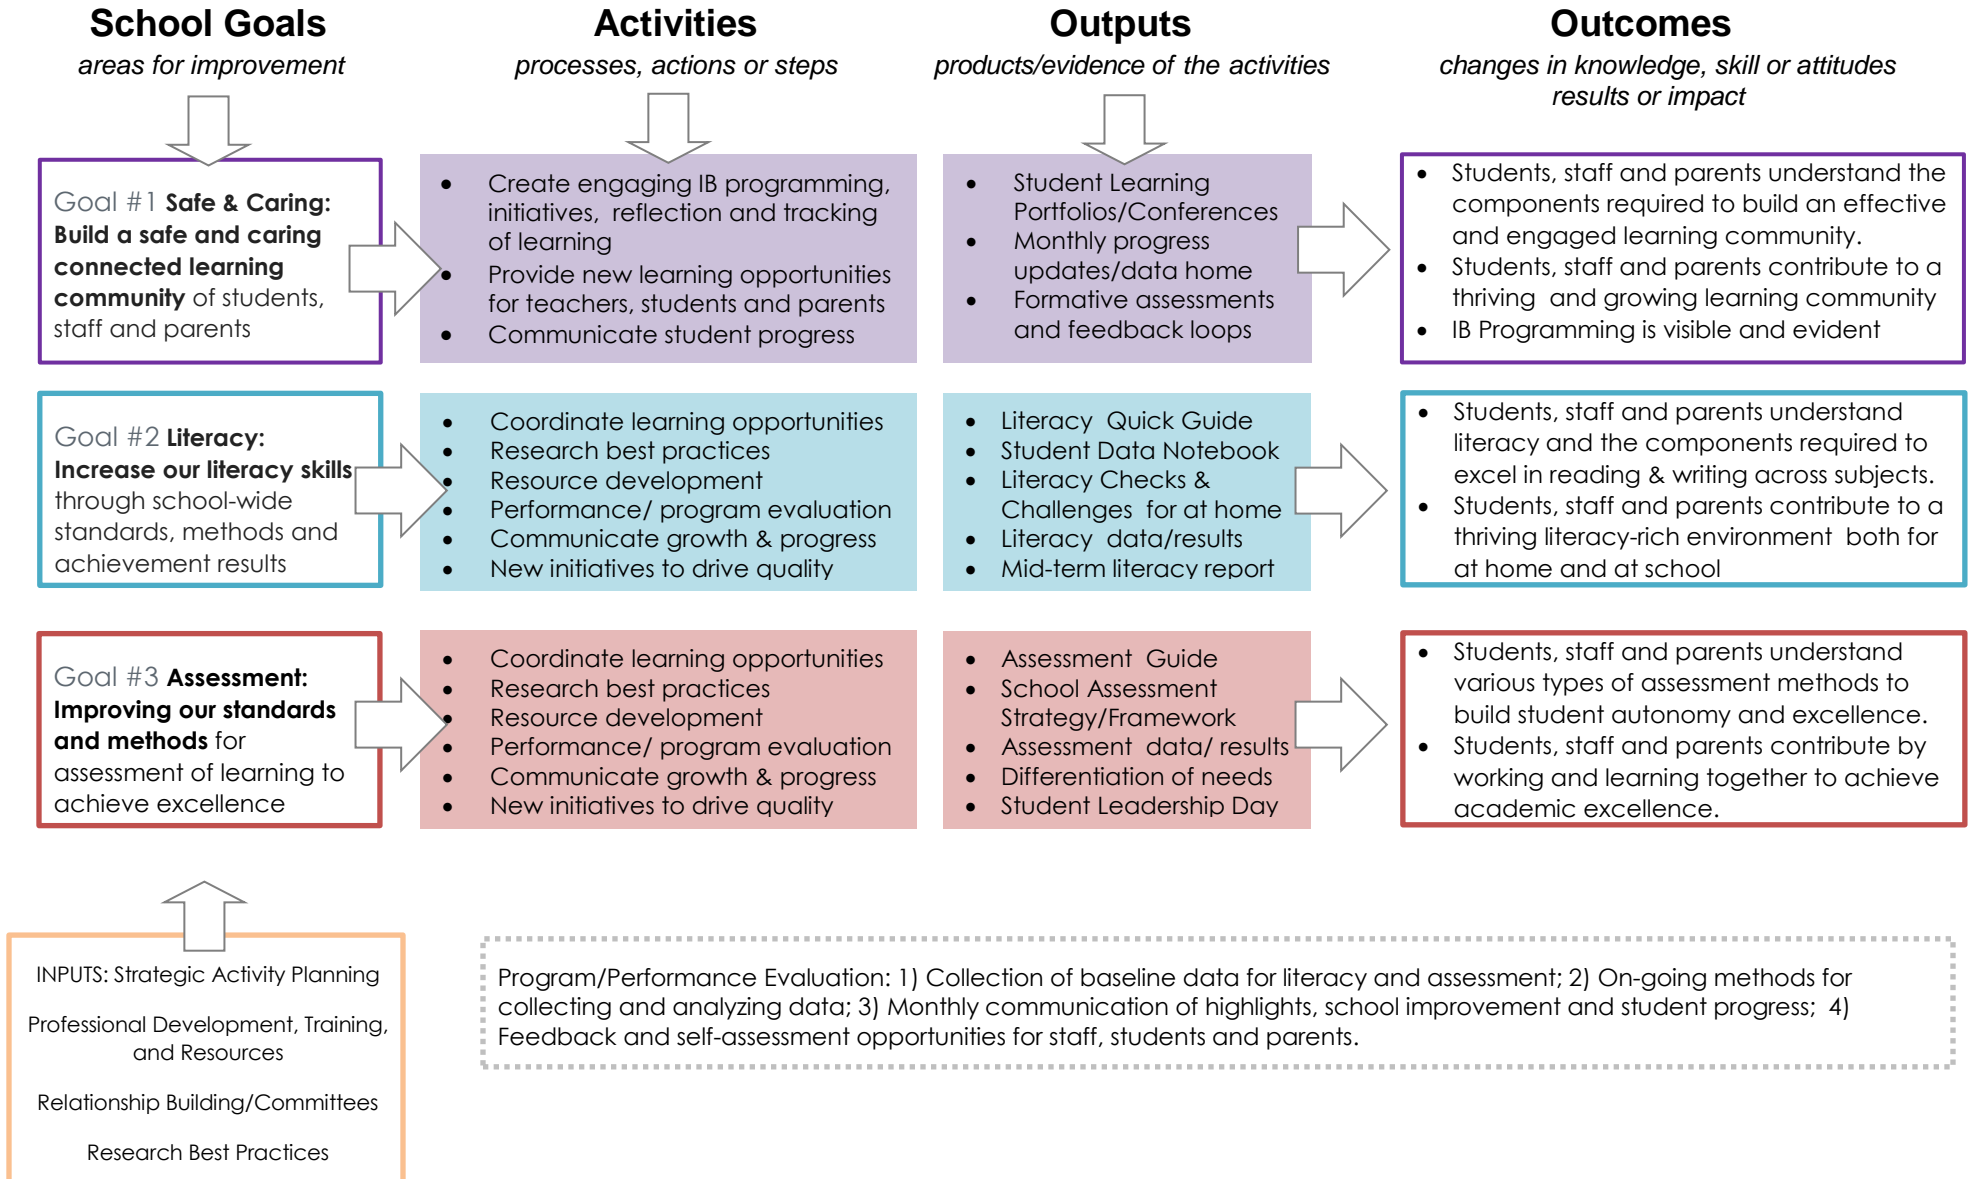 School Goals
areas for improvement
Activities
processes, actions or steps
Outputs
products/evidence of the activities
Outcomes
changes in knowledge, skill or attitudes
results or impact
Goal #1 Safe & Caring:
Build a safe and caring
connected learning
community of students,
staff and parents
• Create engaging IB programming,
initiatives, reflection and tracking
of learning
• Provide new learning opportunities
for teachers, students and parents
• Communicate student progress
• Student Learning
Portfolios/Conferences
• Monthly progress
updates/data home
• Formative assessments
and feedback loops
• Students, staff and parents understand the
components required to build an effective
and engaged learning community.
• Students, staff and parents contribute to a
thriving and growing learning community
• IB Programming is visible and evident
Goal #2 Literacy:
Increase our literacy skills
through school-wide
standards, methods and
achievement results
• Coordinate learning opportunities
• Research best practices
• Resource development
• Performance/ program evaluation
• Communicate growth & progress
• New initiatives to drive quality
• Literacy Quick Guide
• Student Data Notebook
• Literacy Checks &
Challenges for at home
• Literacy data/results
• Mid-term literacy report
• Students, staff and parents understand
literacy and the components required to
excel in reading & writing across subjects.
• Students, staff and parents contribute to a
thriving literacy-rich environment both for
at home and at school
Goal #3 Assessment:
Improving our standards
and methods for
assessment of learning to
achieve excellence
• Coordinate learning opportunities
• Research best practices
• Resource development
• Performance/ program evaluation
• Communicate growth & progress
• New initiatives to drive quality
• Assessment Guide
• School Assessment
Strategy/Framework
• Assessment data/ results
• Differentiation of needs
• Student Leadership Day
• Students, staff and parents understand
various types of assessment methods to
build student autonomy and excellence.
• Students, staff and parents contribute by
working and learning together to achieve
academic excellence.
INPUTS: Strategic Activity Planning
Professional Development, Training,
and Resources
Relationship Building/Committees
Research Best Practices
Program/Performance Evaluation: 1) Collection of baseline data for literacy and assessment; 2) On-going methods for
collecting and analyzing data; 3) Monthly communication of highlights, school improvement and student progress; 4)
Feedback and self-assessment opportunities for staff, students and parents.